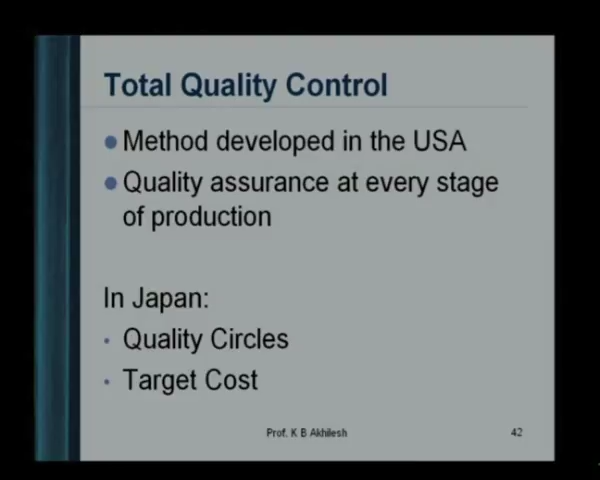 Total Quality Control
Method developed in the USA
Quality assurance at every stage
of production
In Japan:
Quality Circles
Target Cost
Prof. K B Akhilesh
42